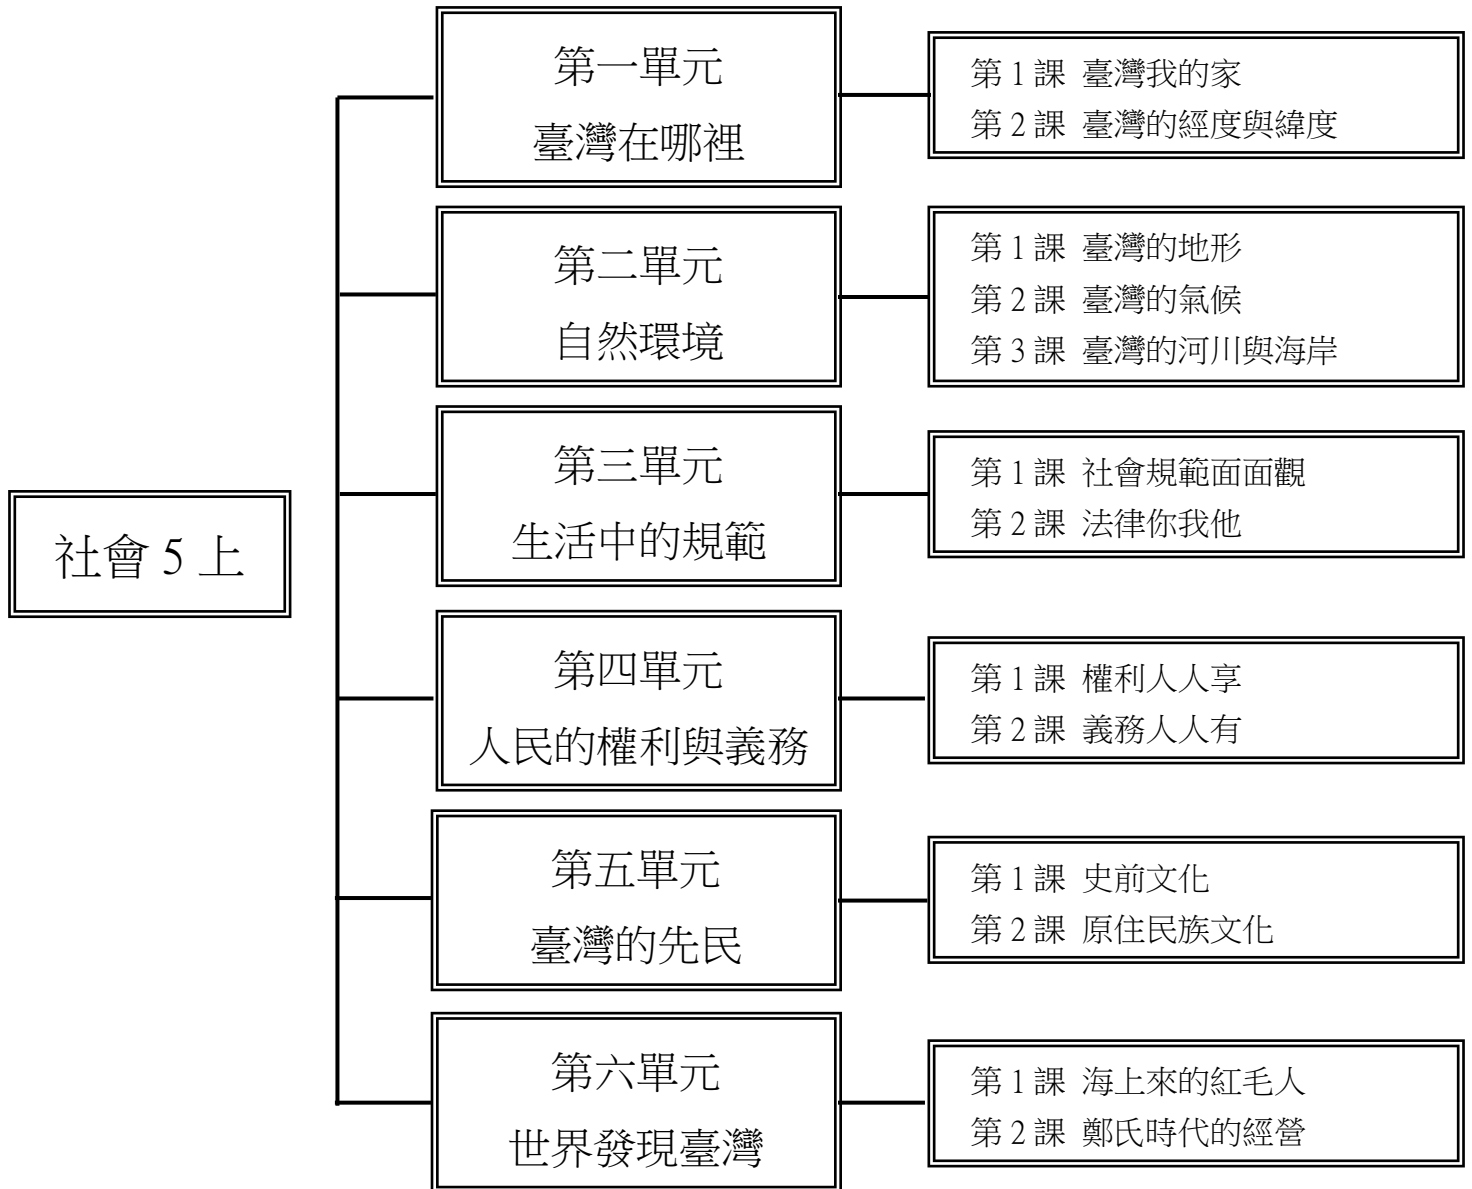 社會 5 上
第一單元
臺灣在哪裡
第 1 課 臺灣我的家
第 2 課 臺灣的經度與緯度
第二單元
自然環境
第 1 課 臺灣的地形
第 2 課 臺灣的氣候
第 3 課 臺灣的河川與海岸
第三單元
生活中的規範
第 1 課 社會規範面面觀
第 2 課 法律你我他
第四單元
人民的權利與義務
第 1 課 權利人人享
第 2 課 義務人人有
第五單元
臺灣的先民
第 1 課 史前文化
第 2 課 原住民族文化
第六單元
世界發現臺灣
第 1 課 海上來的紅毛人
第 2 課 鄭氏時代的經營